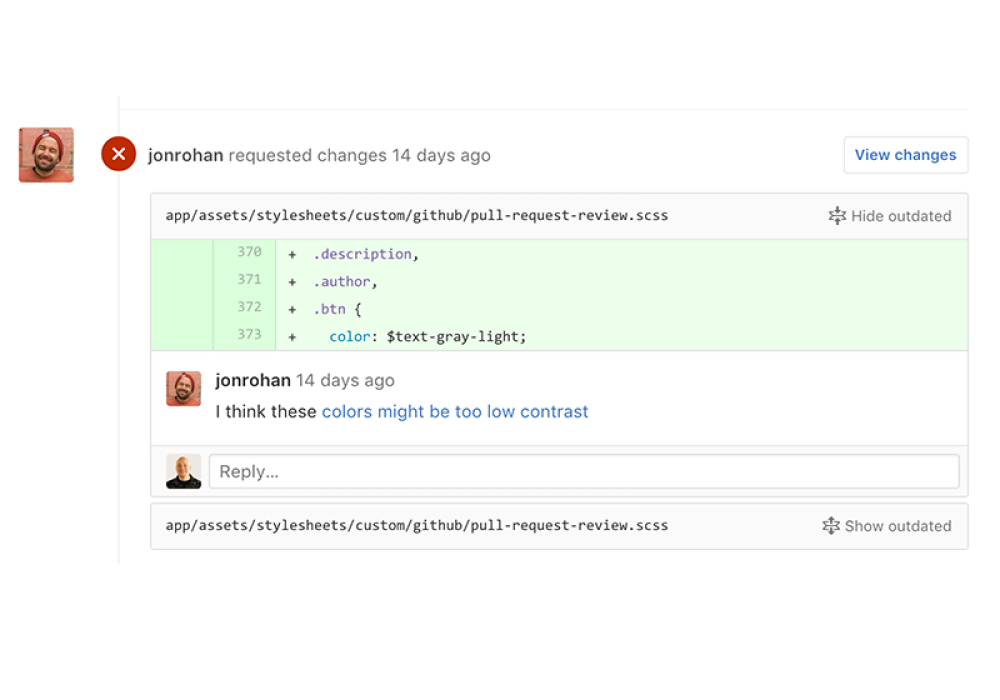 jonrohan requested changes 14 days ago View changes
app/assets/stylesheets/custom/github/pull-request-review.scss Hide outdated
370 + .description,
371 + .author,
372 + .btn {
373 + color: $text-gray-light;
jonrohan 14 days ago
I think these colors might be too low contrast
Reply...
app/assets/stylesheets/custom/github/pull-request-review.scss Show outdated